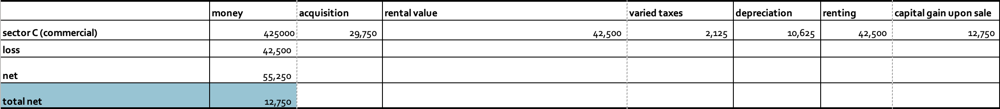 money acquisition rental value varied taxes depreciation renting capital gain upon sale
sector C (commercial) 425000 29,750 42,500 2,125 10,625 42,500 12,750
loss 42,500
net 55,250
total net 12,750